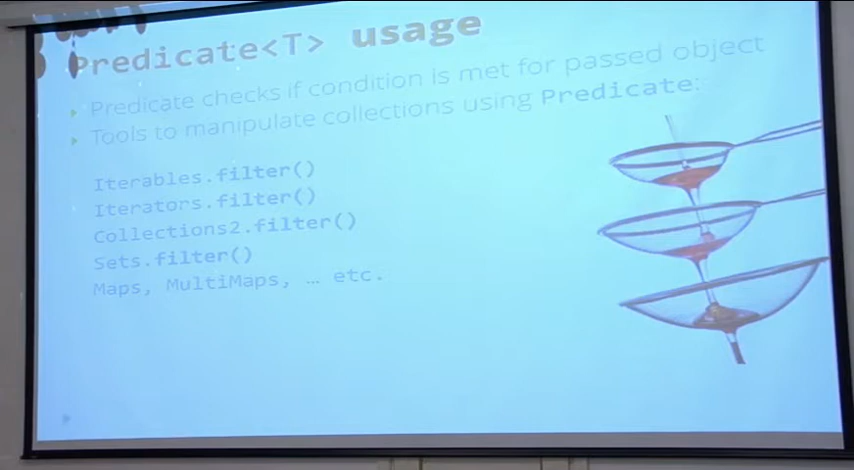 Predicate<T> usage
Predicate checks if condition is met for passed object
Tools to manipulate collections using Predicate:
Iterables.filter()
Iterators.filter()
Collections2.filter()
Sets.filter()
Maps, MultiMaps, … etc.